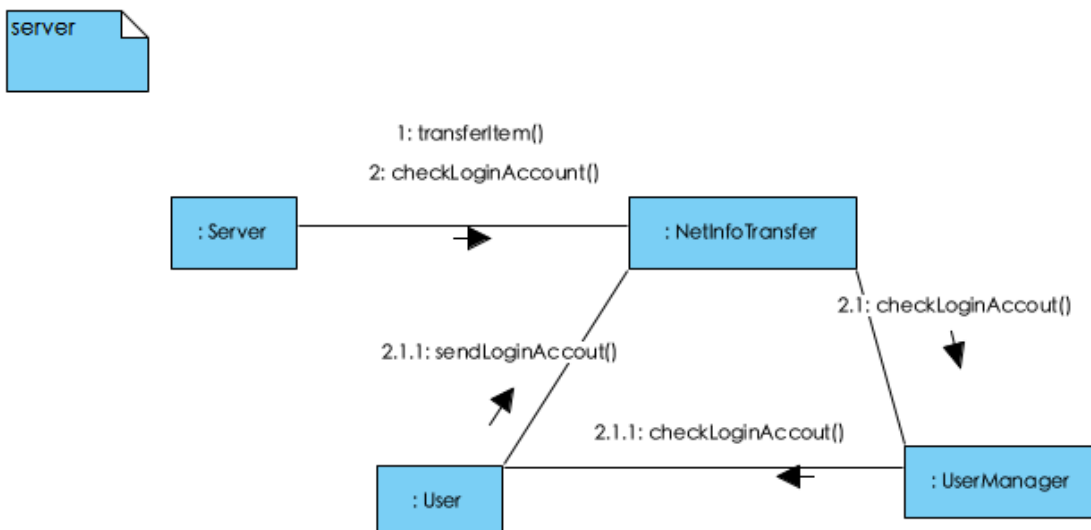 server
1: transferItem()
2: checkLoginAccount()
: Server
: NetInfoTransfer
2.1: checkLoginAccout()
2.1.1: sendLoginAccout()
2.1.1: checkLoginAccout()
: User
: UserManager